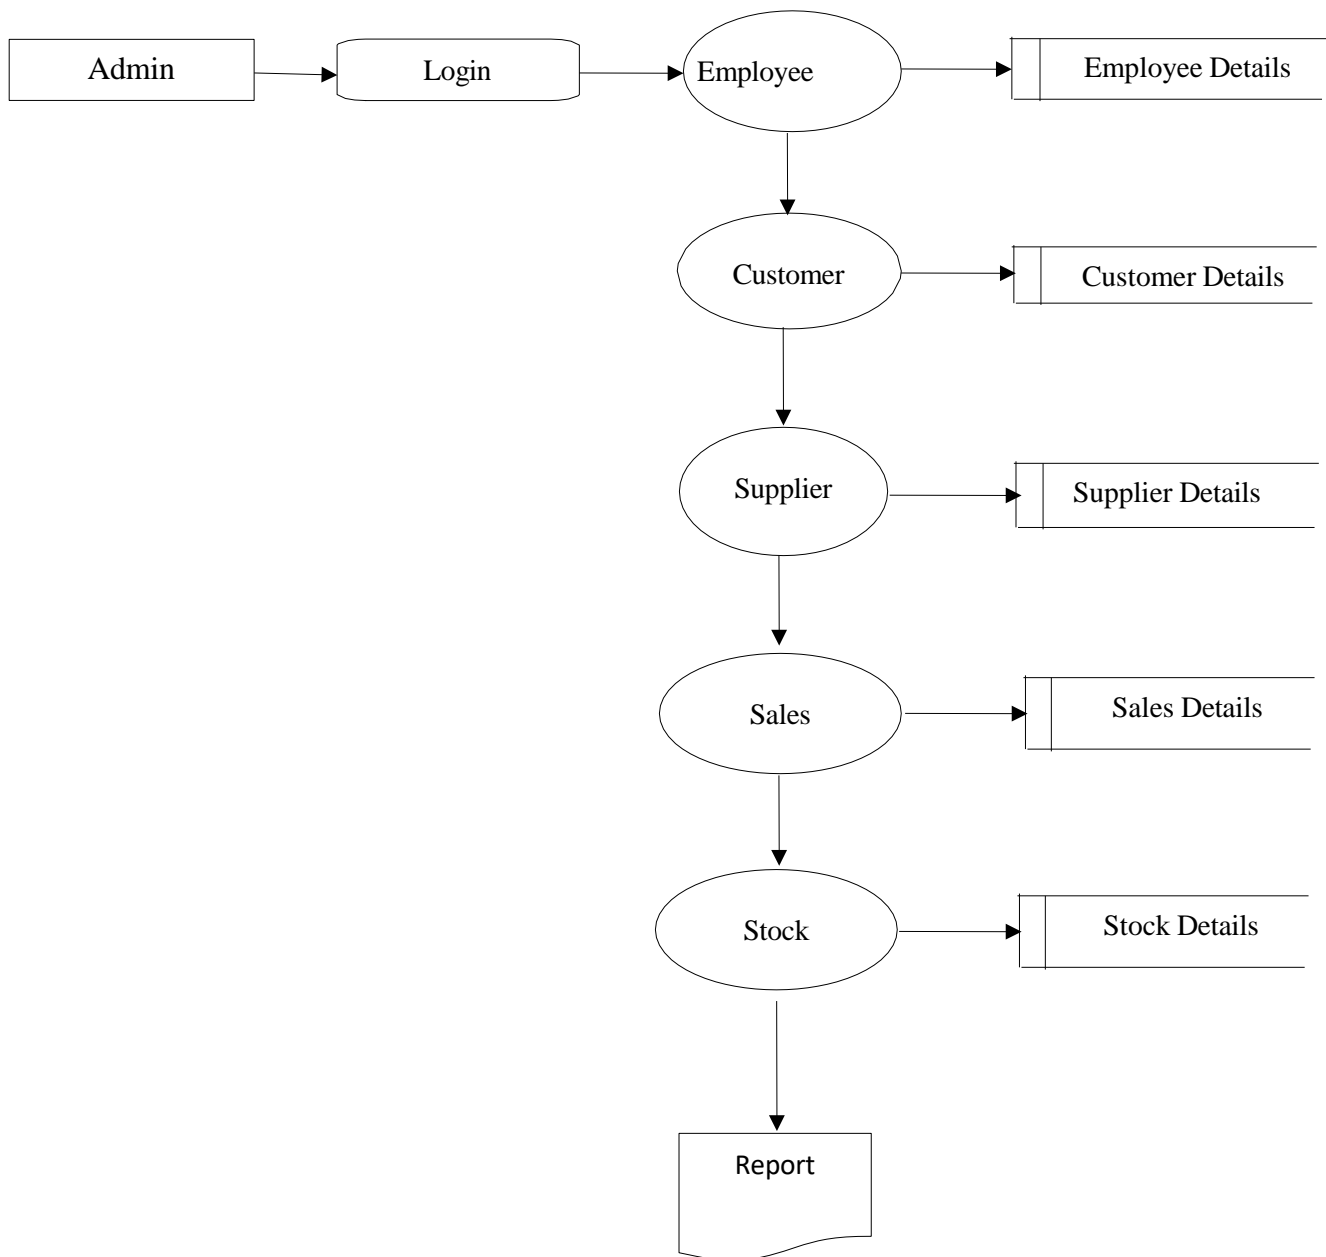 Admin
Login
Employee
Employee Details
Customer
Customer Details
Supplier
Supplier Details
Sales
Sales Details
Stock
Stock Details
Report